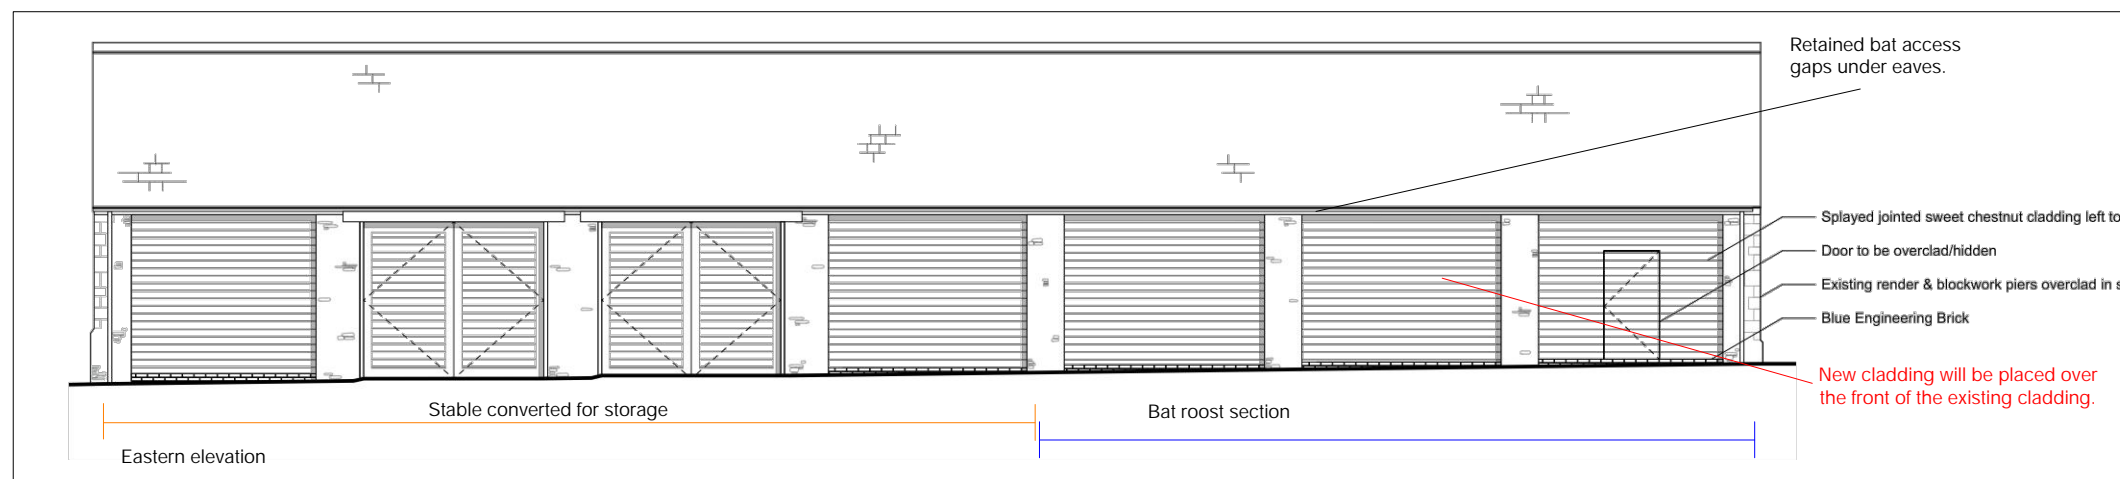 Retained bat access
gaps under eaves.
Splayed jointed sweet chestnut cladding left to
Door to be overclad/hidden
Existing render & blockwork piers overclad in s
Blue Engineering Brick
New cladding will be placed over
the front of the existing cladding.
Stable converted for storage
Bat roost section
Eastern elevation